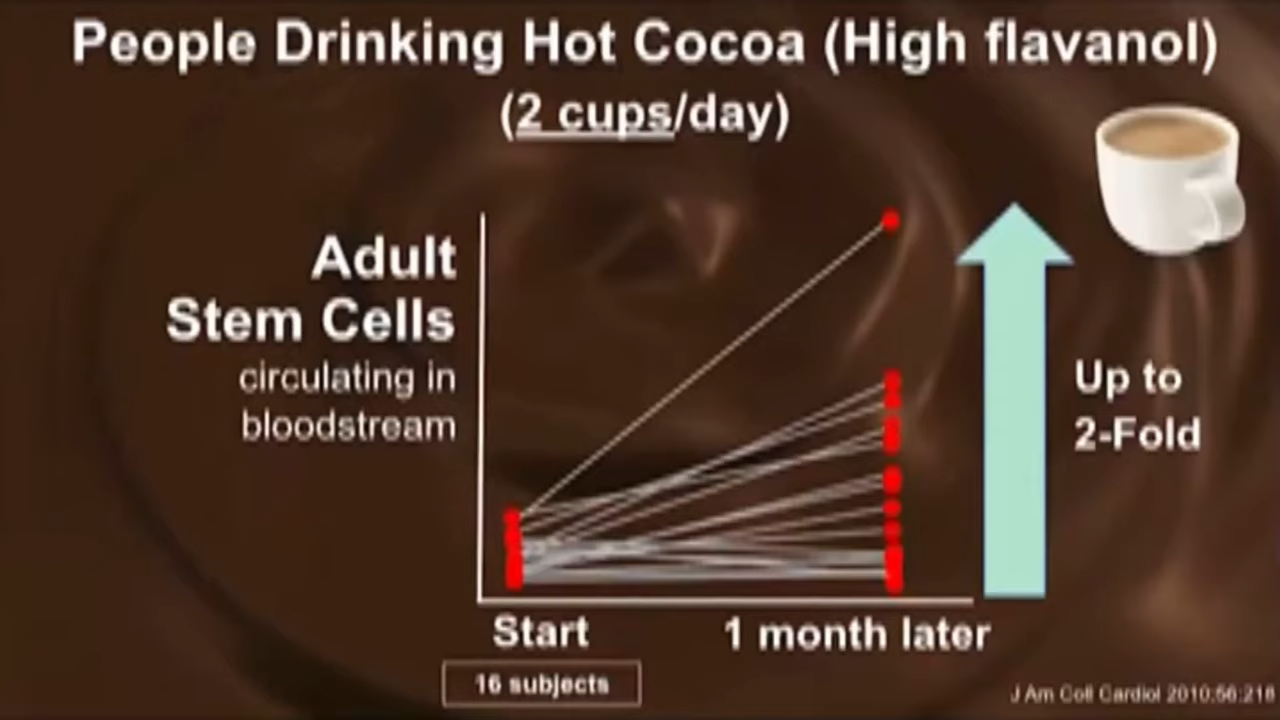 People Drinking Hot Cocoa (High flavanol)
(2 cups/day)
Adult
Stem Cells
circulating in
bloodstream
Up to
2-Fold
Start
1 month later
16 subjects
J Am Coll Cardiol 2010;56:218